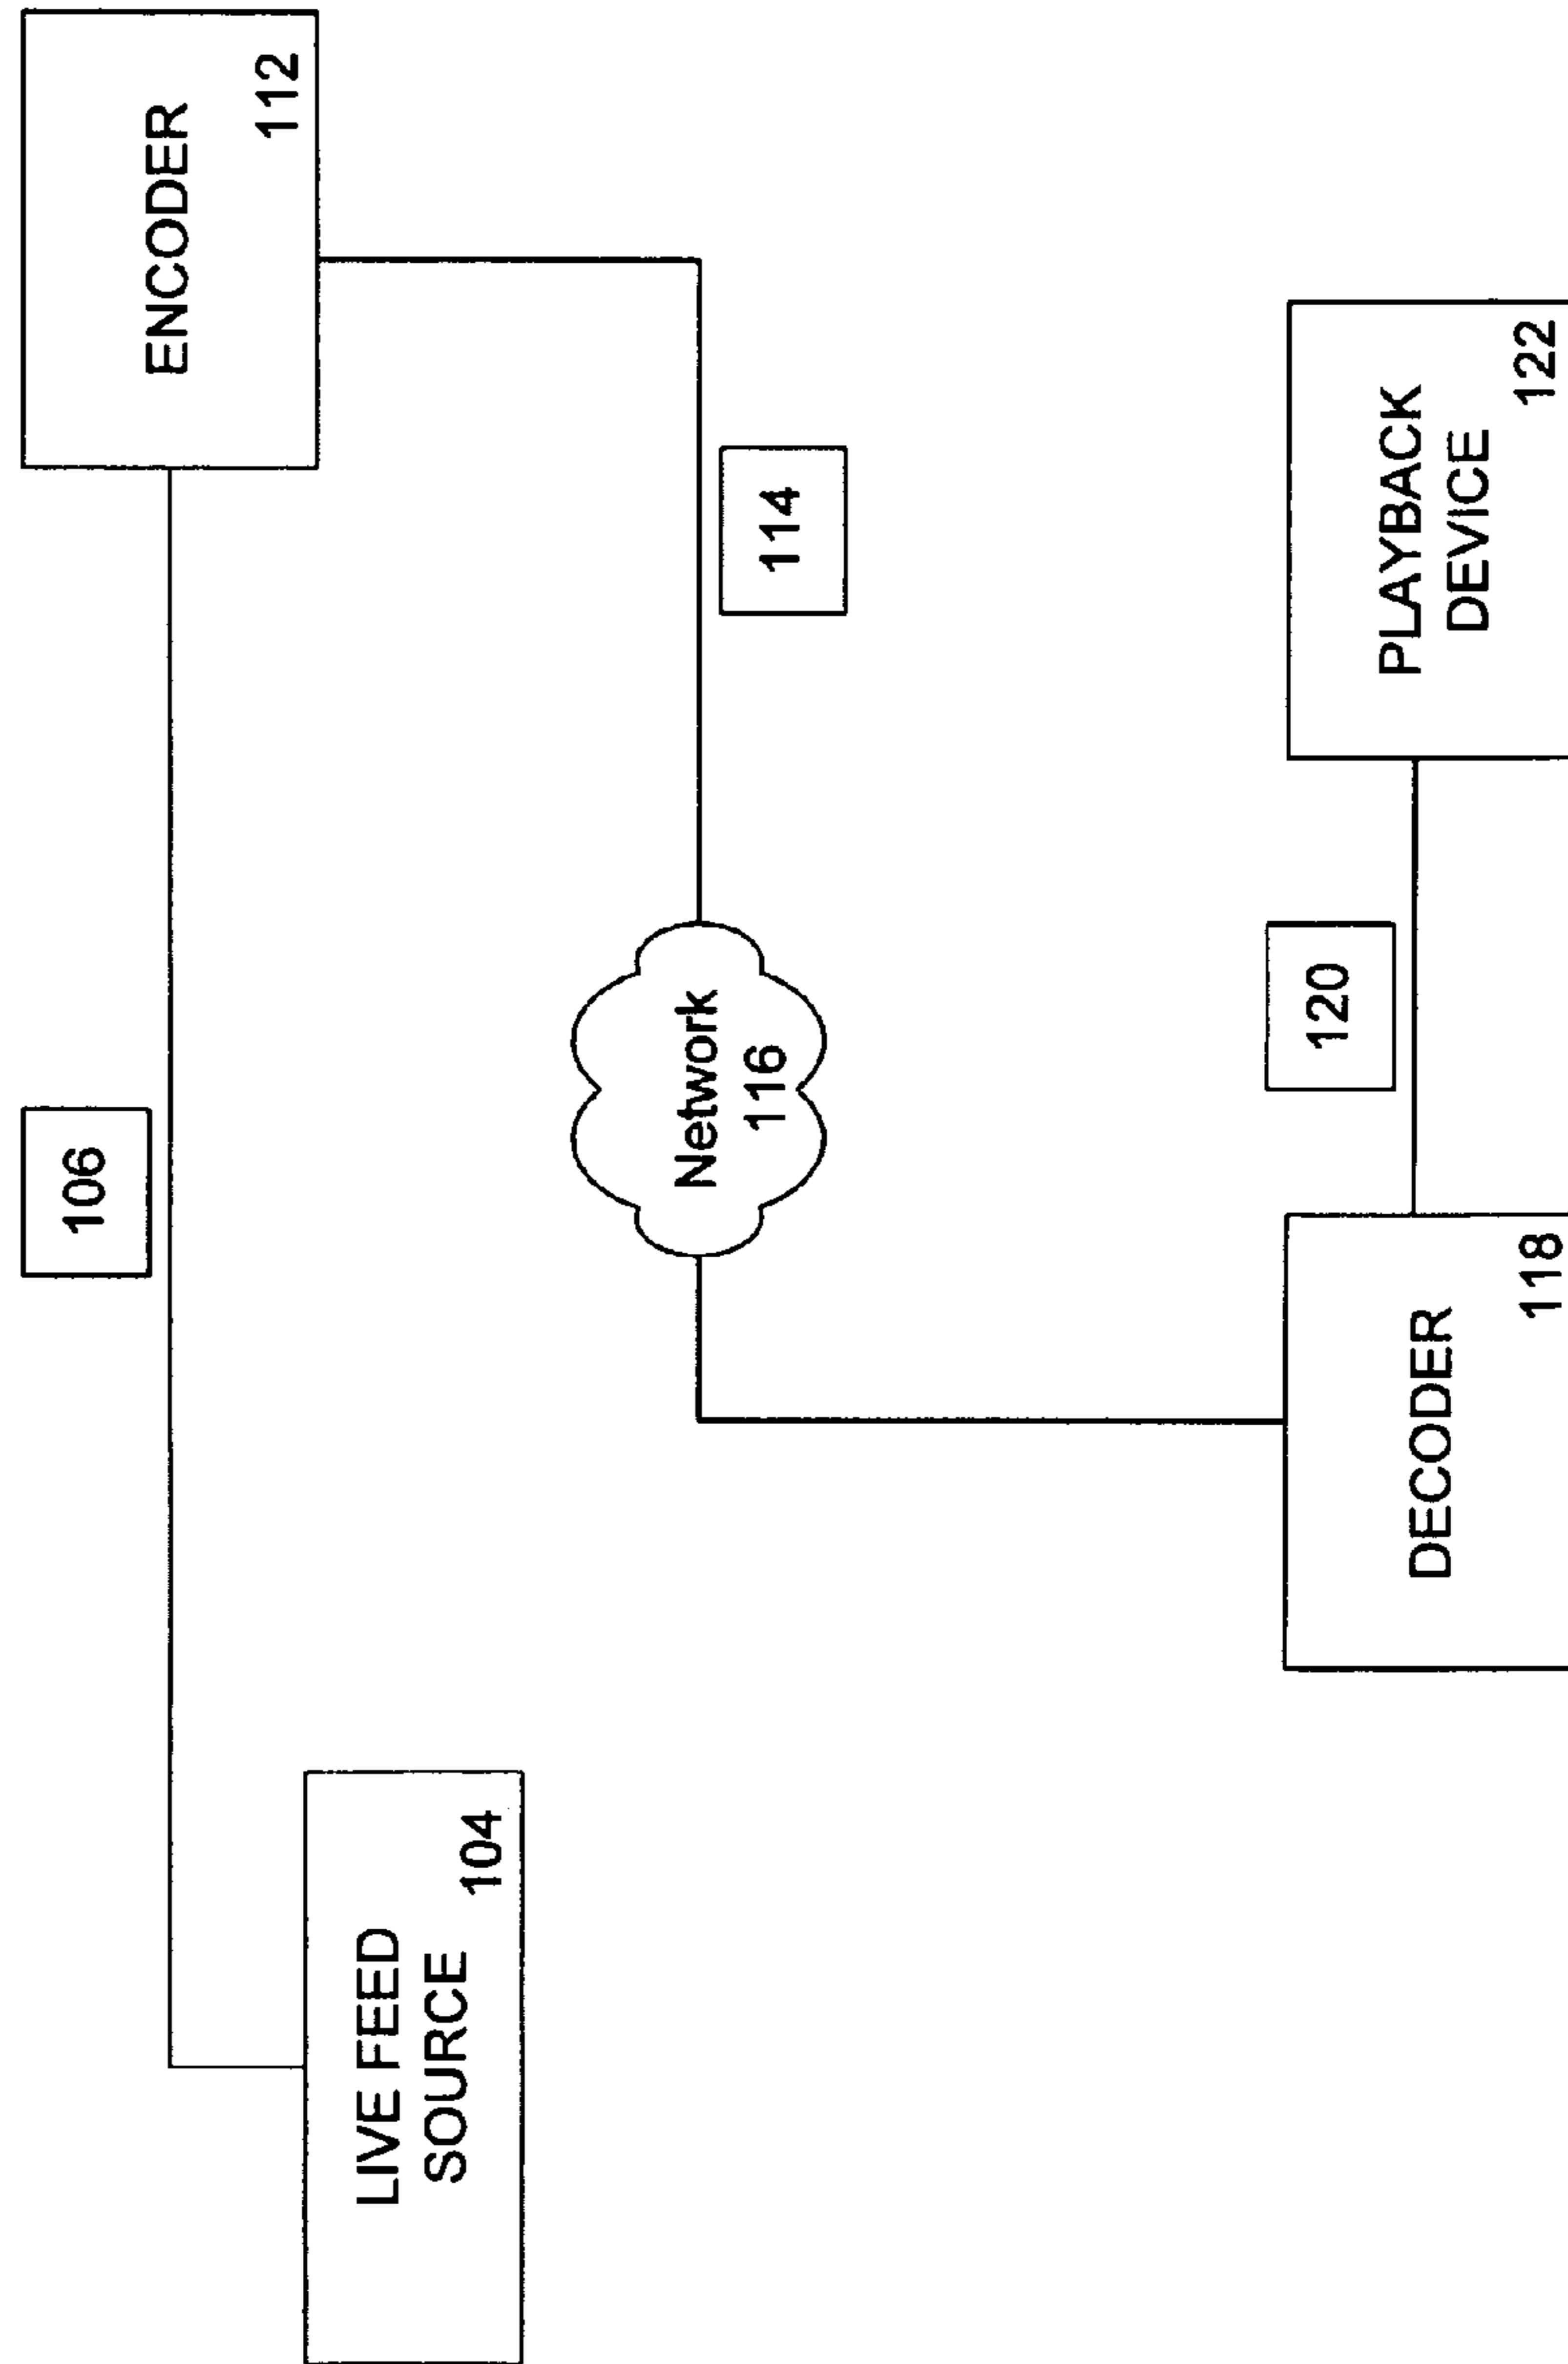 106
ENCODER
112
LIVE FEED
SOURCE
104
114
Network
116
120
DECODER
118
PLAYBACK
DEVICE
122